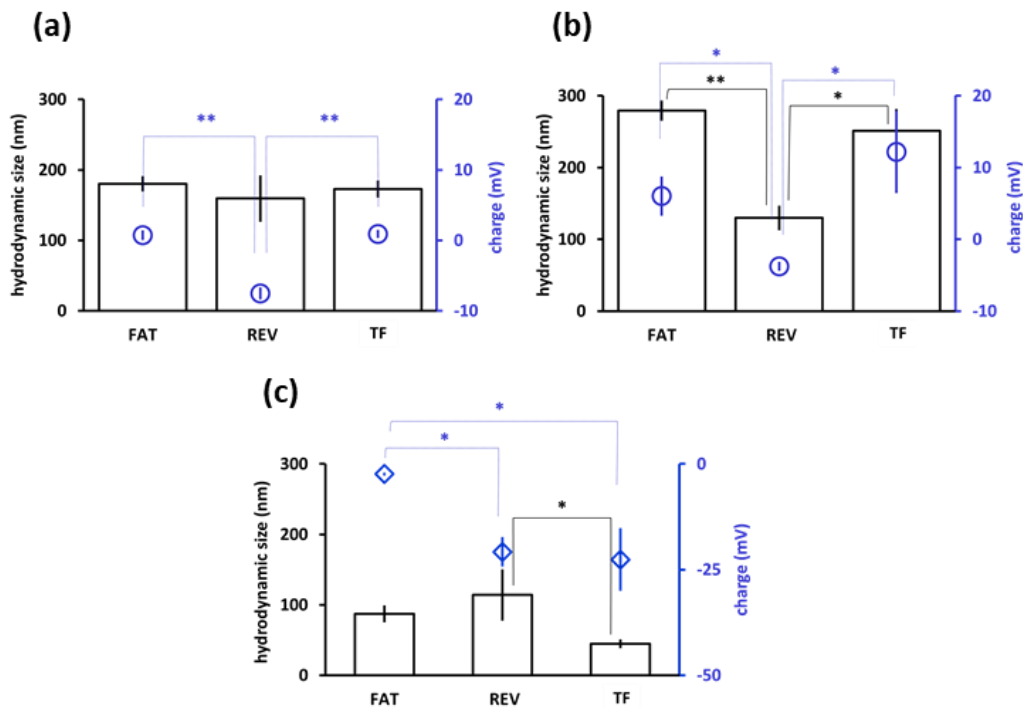 (a)
** **
300 20
200 10
100 0
0 -10
hydrodynamic size (nm)
charge (mV)
FAT REV TF
(b)
* *
** *
300 20
200 10
100 0
0 -10
hydrodynamic size (nm)
charge (mV)
FAT REV TF
(c)
*
*
*
300 0
200
-25
100
0 -50
hydrodynamic size (nm)
charge (mV)
FAT REV TF